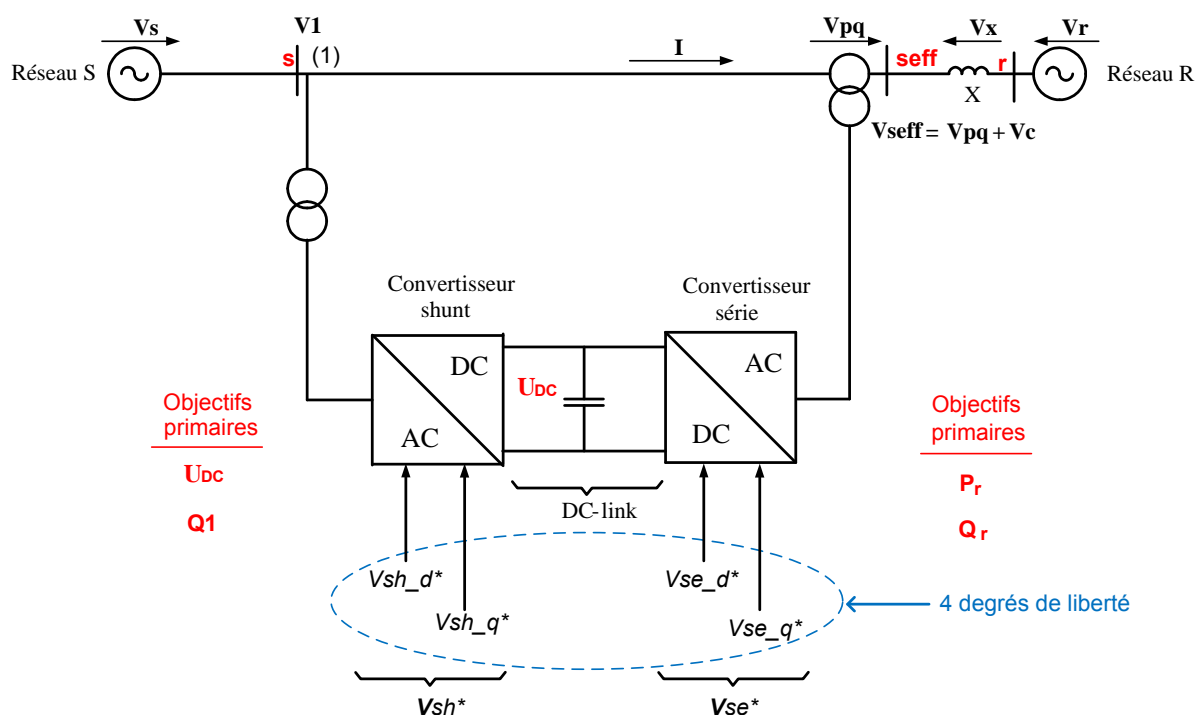 Vs
V1
s
(1)
I
Vpq
seff
Vx
r
Vr
Réseau S
Réseau R
X
Vseff = Vpq + Vc
Convertisseur
shunt
Convertisseur
série
DC
AC
UDC
AC
DC
Objectifs
primaires
UDC
Q1
Objectifs
primaires
Pr
Qr
DC-link
Vsh_d*
Vsh_q*
Vse_d*
Vse_q*
4 degrés de liberté
Vsh*
Vse*